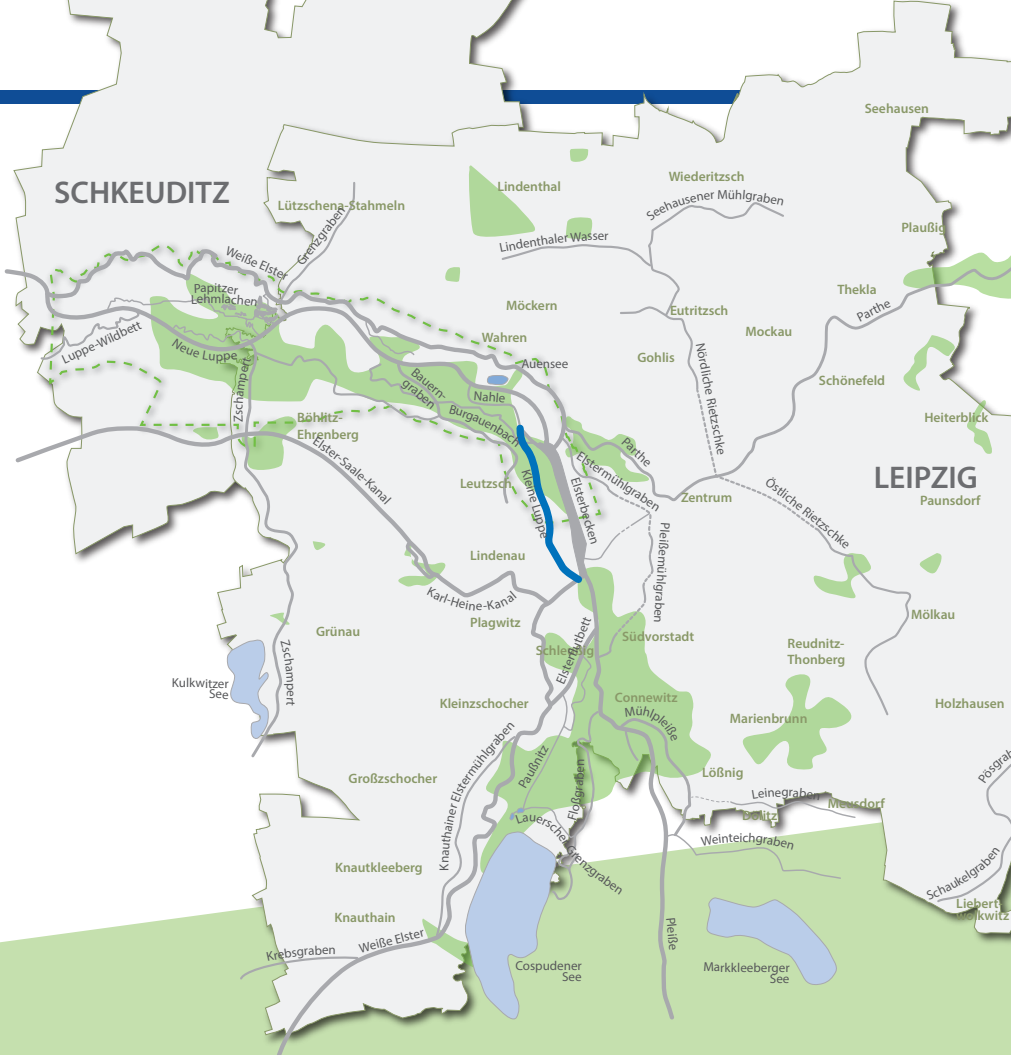 Seehausen
SCHKEUDITZ
Lindenthal
Wiederitzsch
Lützschena-Stahmeln
Seehausener Mühlgraben
Grenzgraben
Lindenthaler Wasser
Plaußig
Weiße Elster
Papitzer
Lehmlachen
Thekla
Möckern
Eutritzsch
Parthe
Mockau
Luppe-Wildbett
Neue Luppe
Wahren
Gohlis
Auensee
Nördliche Rietzschke
Schönefeld
Zschampert
Bauern-
graben
Nahle
Burgauenbach
Heiterblick
Böhlitz-
Ehrenberg
Elster-Saale-Kanal
Parthe
Elstermühlgraben
LEIPZIG
Leutzsch
Kleine Luppe
Elsterbecken
Zentrum
Östliche Rietzschke
Paunsdorf
Pleißemühlgraben
Lindenau
Karl-Heine-Kanal
Plagwitz
Mölkau
Grünau
Südvorstadt
Reudnitz-
Thonberg
Zschampert
Schleußig
Elsterflutbett
Kulkwitzer
See
Kleinzschocher
Connewitz
Mühlpleiße
Marienbrunn
Holzhausen
Knauthainer Elstermühlgraben
Paußnitz
Floßgraben
Großzschocher
Lößnig
Pösgrab
Leinegraben
Meusdorf
Dölitz
Lauerscher Grenzgraben
Weinteichgraben
Knautkleeberg
Schaukelgraben
Liebert-
wolkwitz
Knauthain
Weiße Elster
Krebsgraben
Pleiße
Cospudener
See
Markkleeberger
See